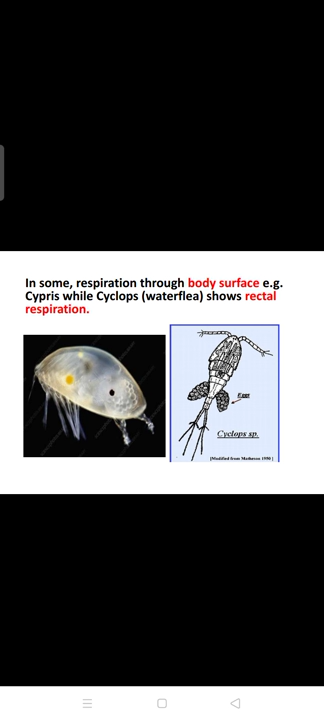 In some, respiration through body surface e.g.
Cypris while Cyclops (waterflea) shows rectal
respiration.
Eggs
Cyclops sp.
[Modified from Matheson 1950 ]